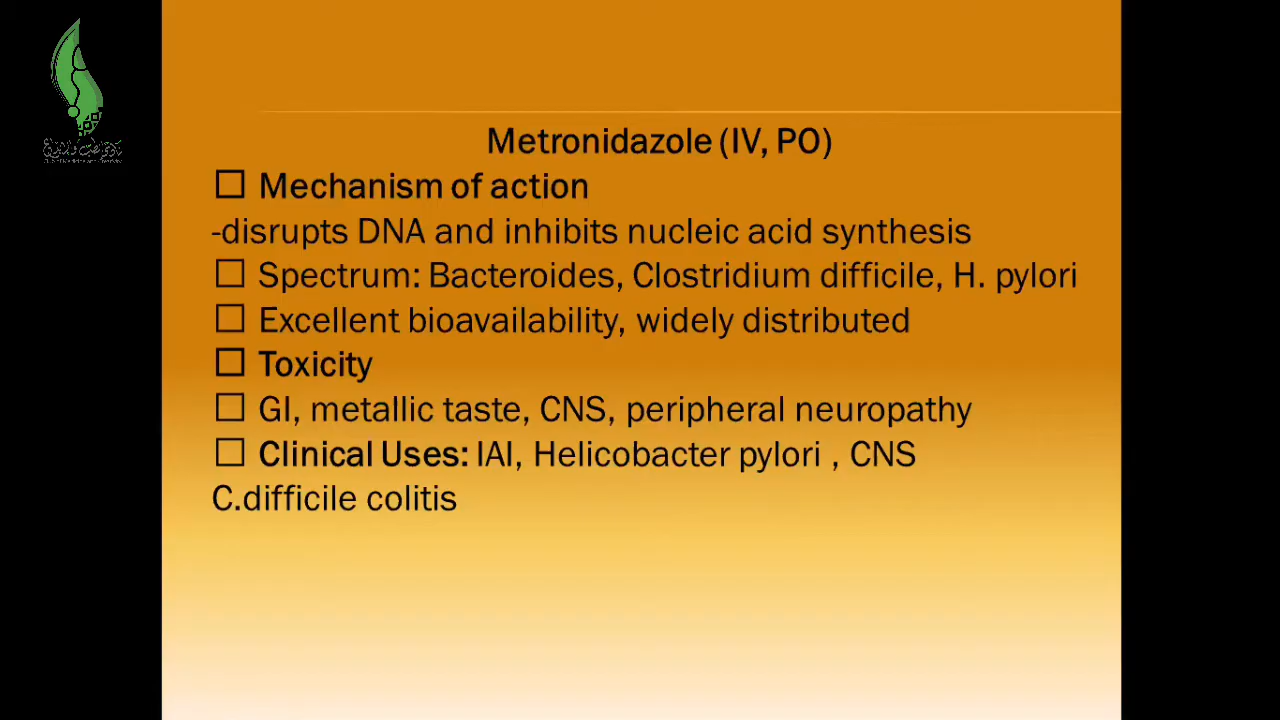 Metronidazole (IV, PO)
☐ Mechanism of action
-disrupts DNA and inhibits nucleic acid synthesis
☐ Spectrum: Bacteroides, Clostridium difficile, H. pylori
☐ Excellent bioavailability, widely distributed
☐ Toxicity
☐ GI, metallic taste, CNS, peripheral neuropathy
☐ Clinical Uses: IAI, Helicobacter pylori , CNS
C.difficile colitis